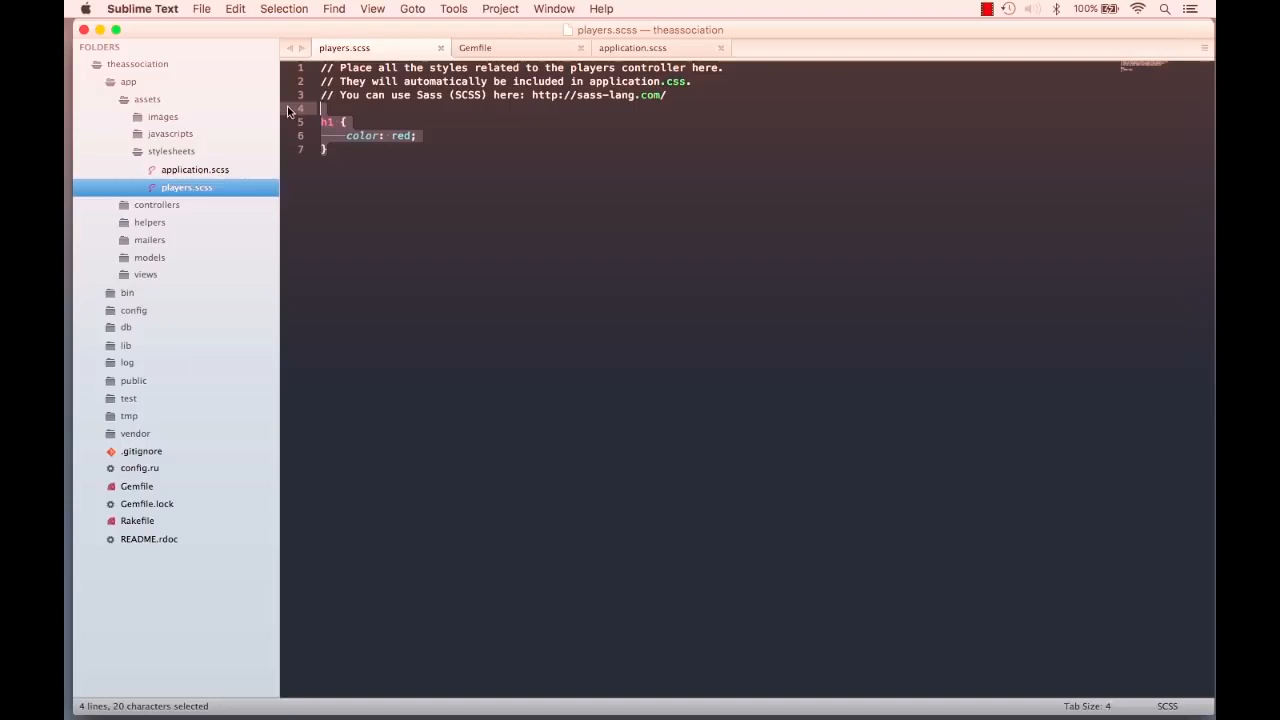 Sublime Text File Edit Selection Find View Goto Tools Project Window Help 100%
players.scss — theassociation
FOLDERS
theassociation
app
assets
images
javascripts
stylesheets
application.scss
players.scss
controllers
helpers
mailers
models
views
bin
config
db
lib
log
public
test
tmp
vendor
.gitignore
config.ru
Gemfile
Gemfile.lock
Rakefile
README.rdoc
players.scss Gemfile application.scss
1 // Place all the styles related to the players controller here.
2 // They will automatically be included in application.css.
3 // You can use Sass (SCSS) here: http://sass-lang.com/
4
5 h1 {
6 color: red;
7 }
4 lines, 20 characters selected Tab Size: 4 SCSS